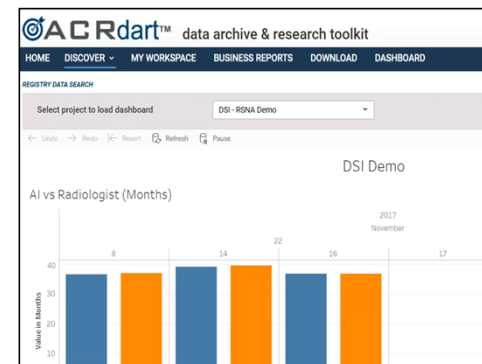 ACRdart™ data archive & research toolkit
HOME DISCOVER MY WORKSPACE BUSINESS REPORTS DOWNLOAD DASHBOARD
REGISTRY DATA SEARCH
Select project to load dashboard DSI - RSNA Demo
Undo Redo Revert Refresh Pause
DSI Demo
AI vs Radiologist (Months)
2017
November
22
8 14 16 17
40
30
20
10
Value in Months